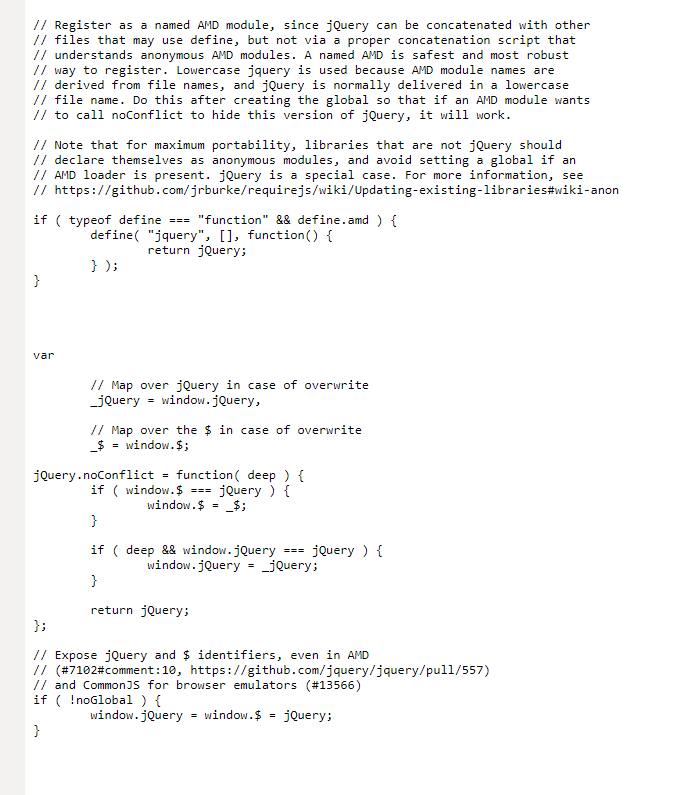 // Register as a named AMD module, since jQuery can be concatenated with other
// files that may use define, but not via a proper concatenation script that
// understands anonymous AMD modules. A named AMD is safest and most robust
// way to register. Lowercase jquery is used because AMD module names are
// derived from file names, and jQuery is normally delivered in a lowercase
// file name. Do this after creating the global so that if an AMD module wants
// to call noConflict to hide this version of jQuery, it will work.
// Note that for maximum portability, libraries that are not jQuery should
// declare themselves as anonymous modules, and avoid setting a global if an
// AMD loader is present. jQuery is a special case. For more information, see
// https://github.com/jrburke/requirejs/wiki/Updating-existing-libraries#wiki-anon
if ( typeof define === "function" && define.amd ) {
define( "jquery", [], function() {
return jQuery;
} );
}
var
// Map over jQuery in case of overwrite
_jQuery = window.jQuery,
// Map over the $ in case of overwrite
_$ = window.$;
jQuery.noConflict = function( deep ) {
if ( window.$ === jQuery ) {
window.$ = _$;
}
if ( deep && window.jQuery === jQuery ) {
window.jQuery = _jQuery;
}
return jQuery;
};
// Expose jQuery and $ identifiers, even in AMD
// (#7102#comment:10, https://github.com/jquery/jquery/pull/557)
// and CommonJS for browser emulators (#13566)
if ( !noGlobal ) {
window.jQuery = window.$ = jQuery;
}